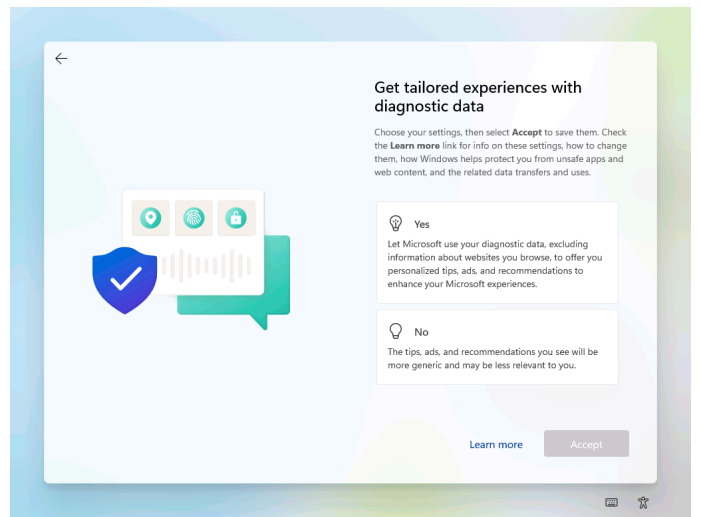 Get tailored experiences with
diagnostic data
Choose your settings, then select Accept to save them. Check
the Learn more link for info on these settings, how to change
them, how Windows helps protect you from unsafe apps and
web content, and the related data transfers and uses.
Yes
Let Microsoft use your diagnostic data, excluding
information about websites you browse, to offer you
personalized tips, ads, and recommendations to
enhance your Microsoft experiences.
No
The tips, ads, and recommendations you see will be
more generic and may be less relevant to you.
Learn more
Accept